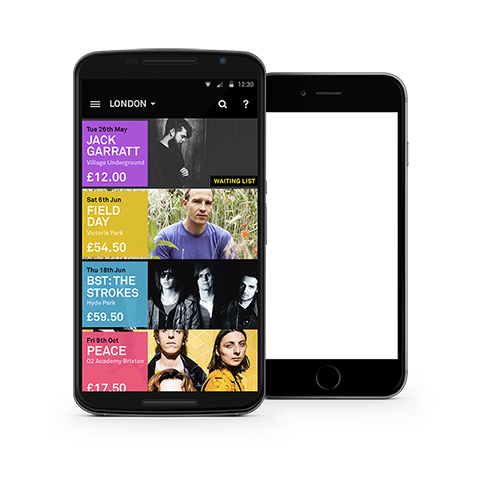 12:30
LONDON
?
Tue 26th May
JACK
GARRATT
Village Underground
£12.00
WAITING LIST
Sat 6th Jun
FIELD
DAY
Victoria Park
£54.50
Thu 18th Jun
BST: THE
STROKES
Hyde Park
£59.50
Fri 9th Oct
PEACE
O2 Academy Brixton
£17.50